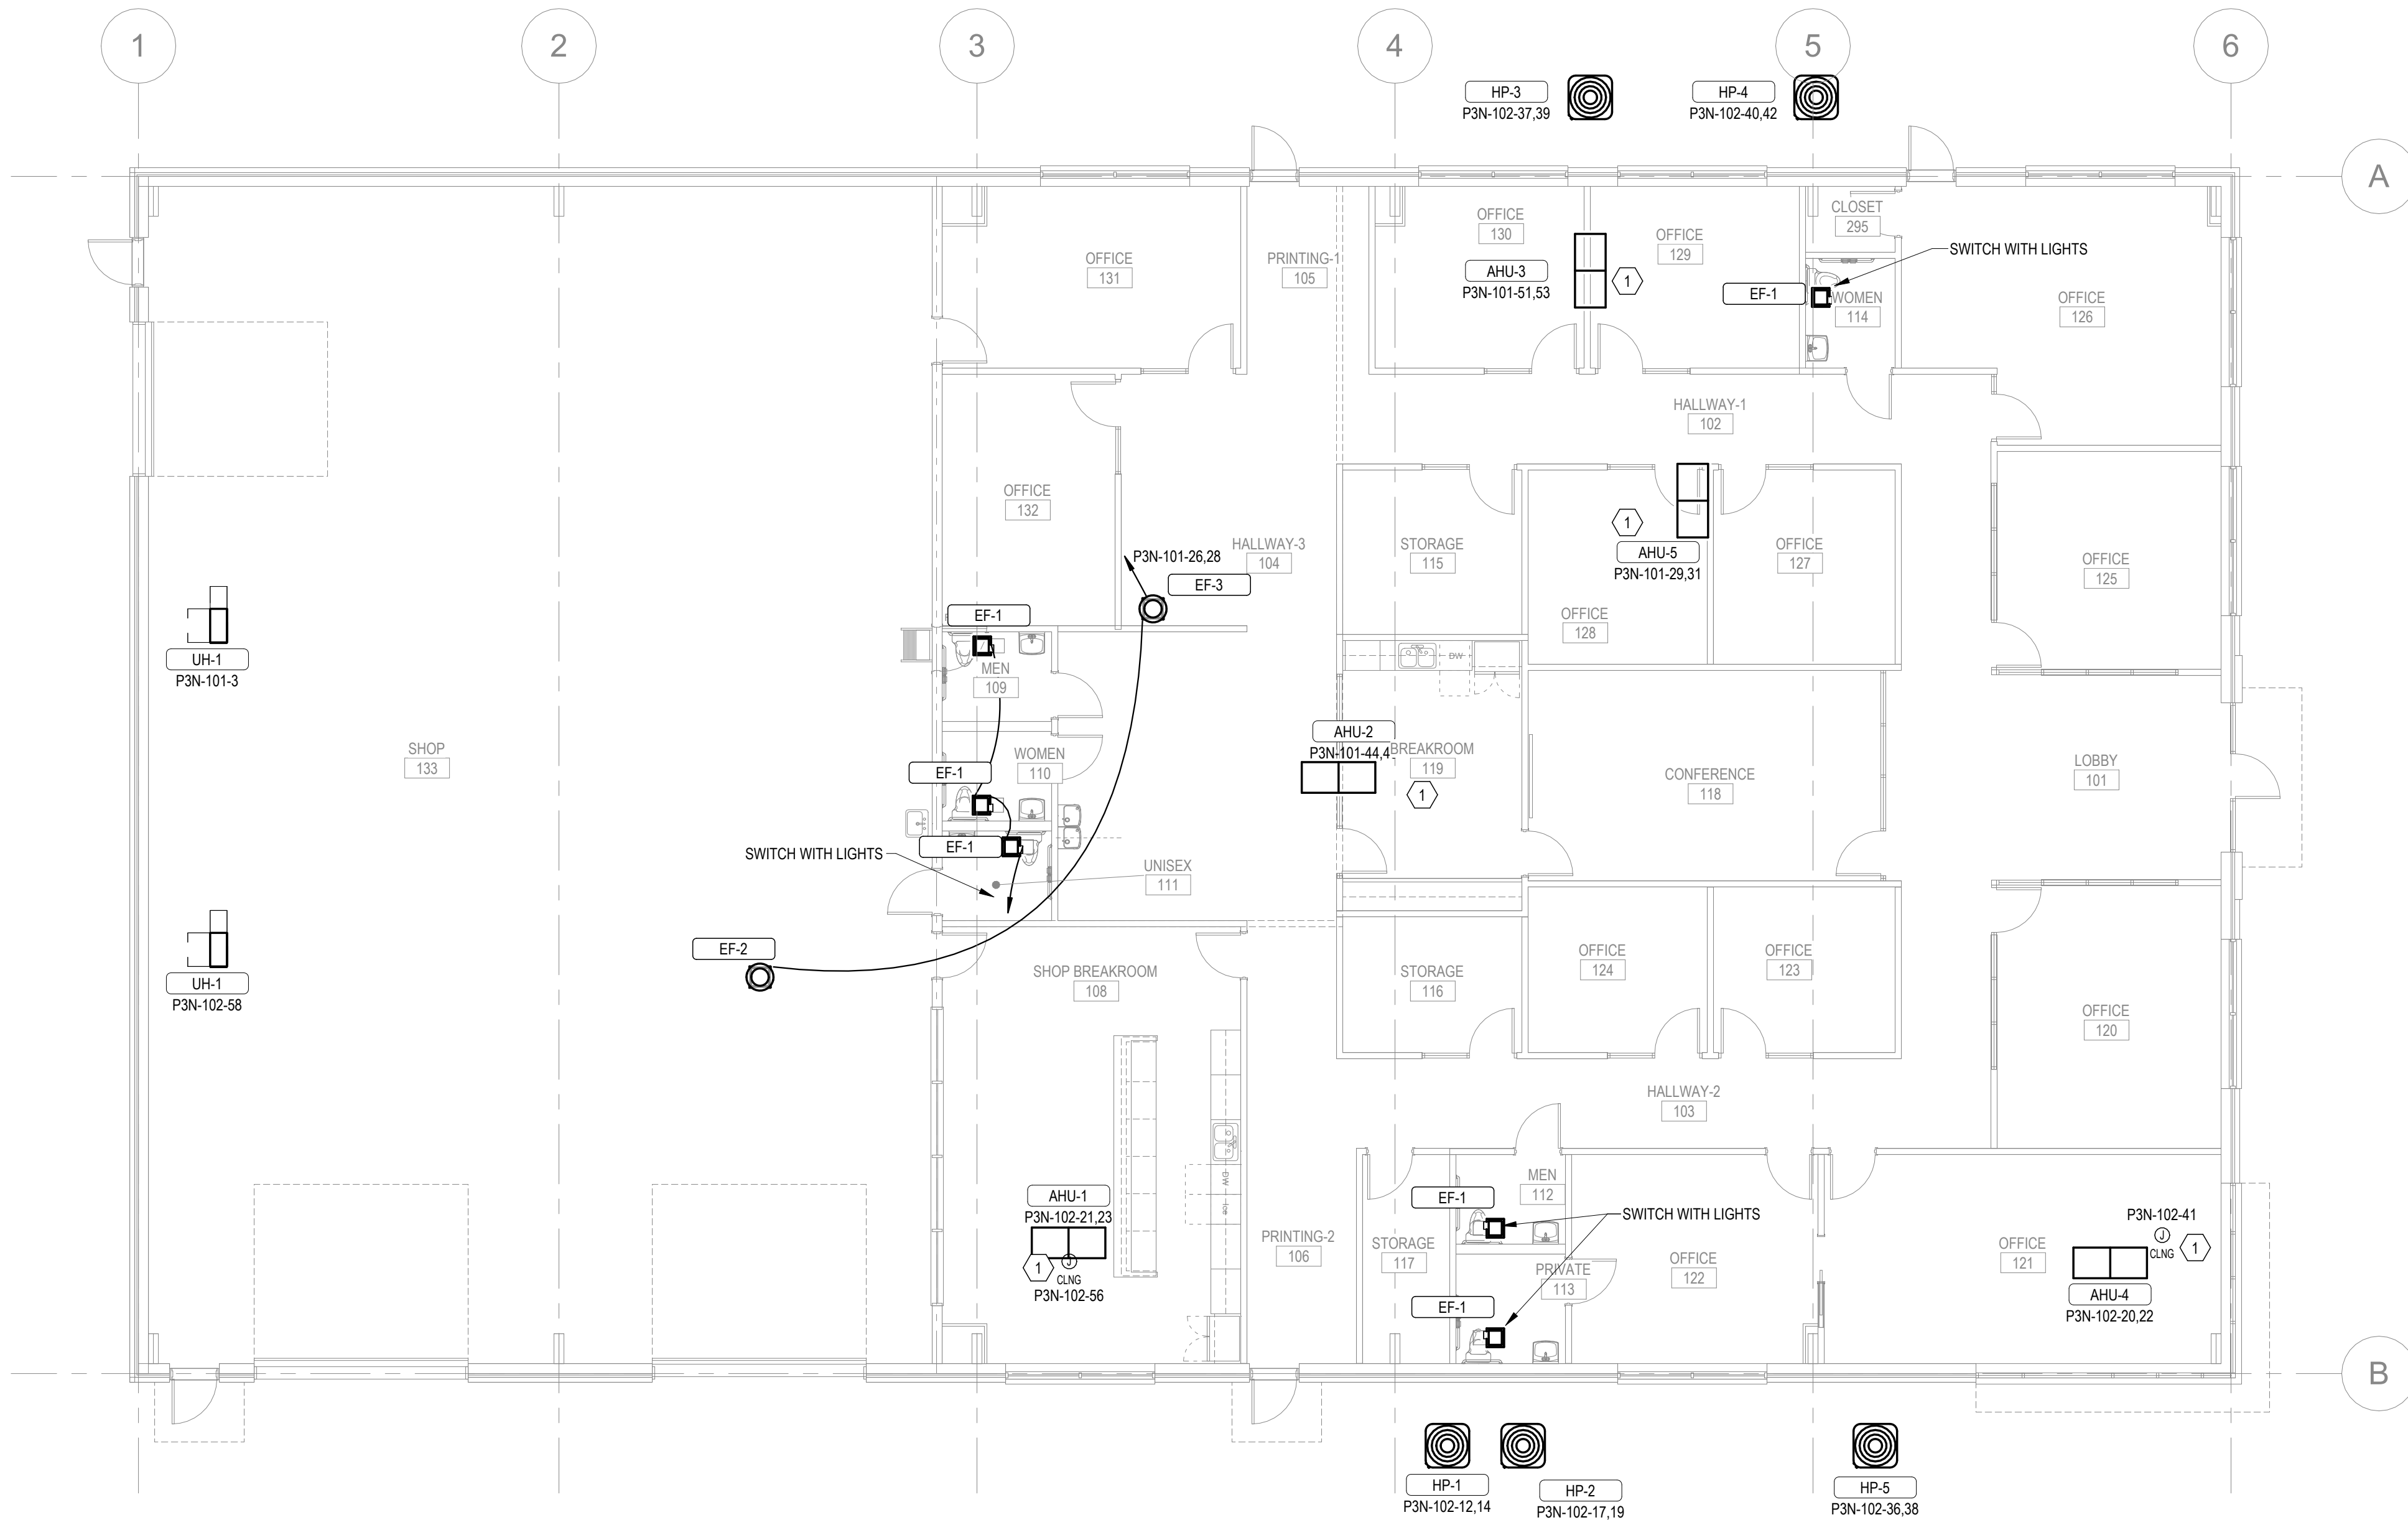 1
2
3
4
5
6
HP-3
P3N-102-37,39
HP-4
P3N-102-40,42
A
CLOSET
295
OFFICE
130
OFFICE
129
SWITCH WITH LIGHTS
OFFICE
131
PRINTING-1
105
AHU-3
P3N-101-51,53
1
EF-1
WOMEN
114
OFFICE
126
HALLWAY-1
102
OFFICE
132
P3N-101-26,28
EF-3
HALLWAY-3
104
STORAGE
115
1
AHU-5
P3N-101-29,31
OFFICE
127
OFFICE
125
OFFICE
128
EF-1
UH-1
P3N-101-3
MEN
109
DW
SHOP
133
WOMEN
110
EF-1
AHU-2
P3N-101-44,4
BREAKROOM
119
1
CONFERENCE
118
LOBBY
101
EF-1
SWITCH WITH LIGHTS
UNISEX
111
EF-2
UH-1
P3N-102-58
SHOP BREAKROOM
108
STORAGE
116
OFFICE
124
OFFICE
123
OFFICE
120
HALLWAY-2
103
AHU-1
P3N-102-21,23
1
J
CLNG
P3N-102-56
DW
Ice
PRINTING-2
106
STORAGE
117
EF-1
MEN
112
SWITCH WITH LIGHTS
PRIVATE
113
EF-1
OFFICE
122
OFFICE
121
P3N-102-41
J
CLNG
1
AHU-4
P3N-102-20,22
B
HP-1
P3N-102-12,14
HP-2
P3N-102-17,19
HP-5
P3N-102-36,38